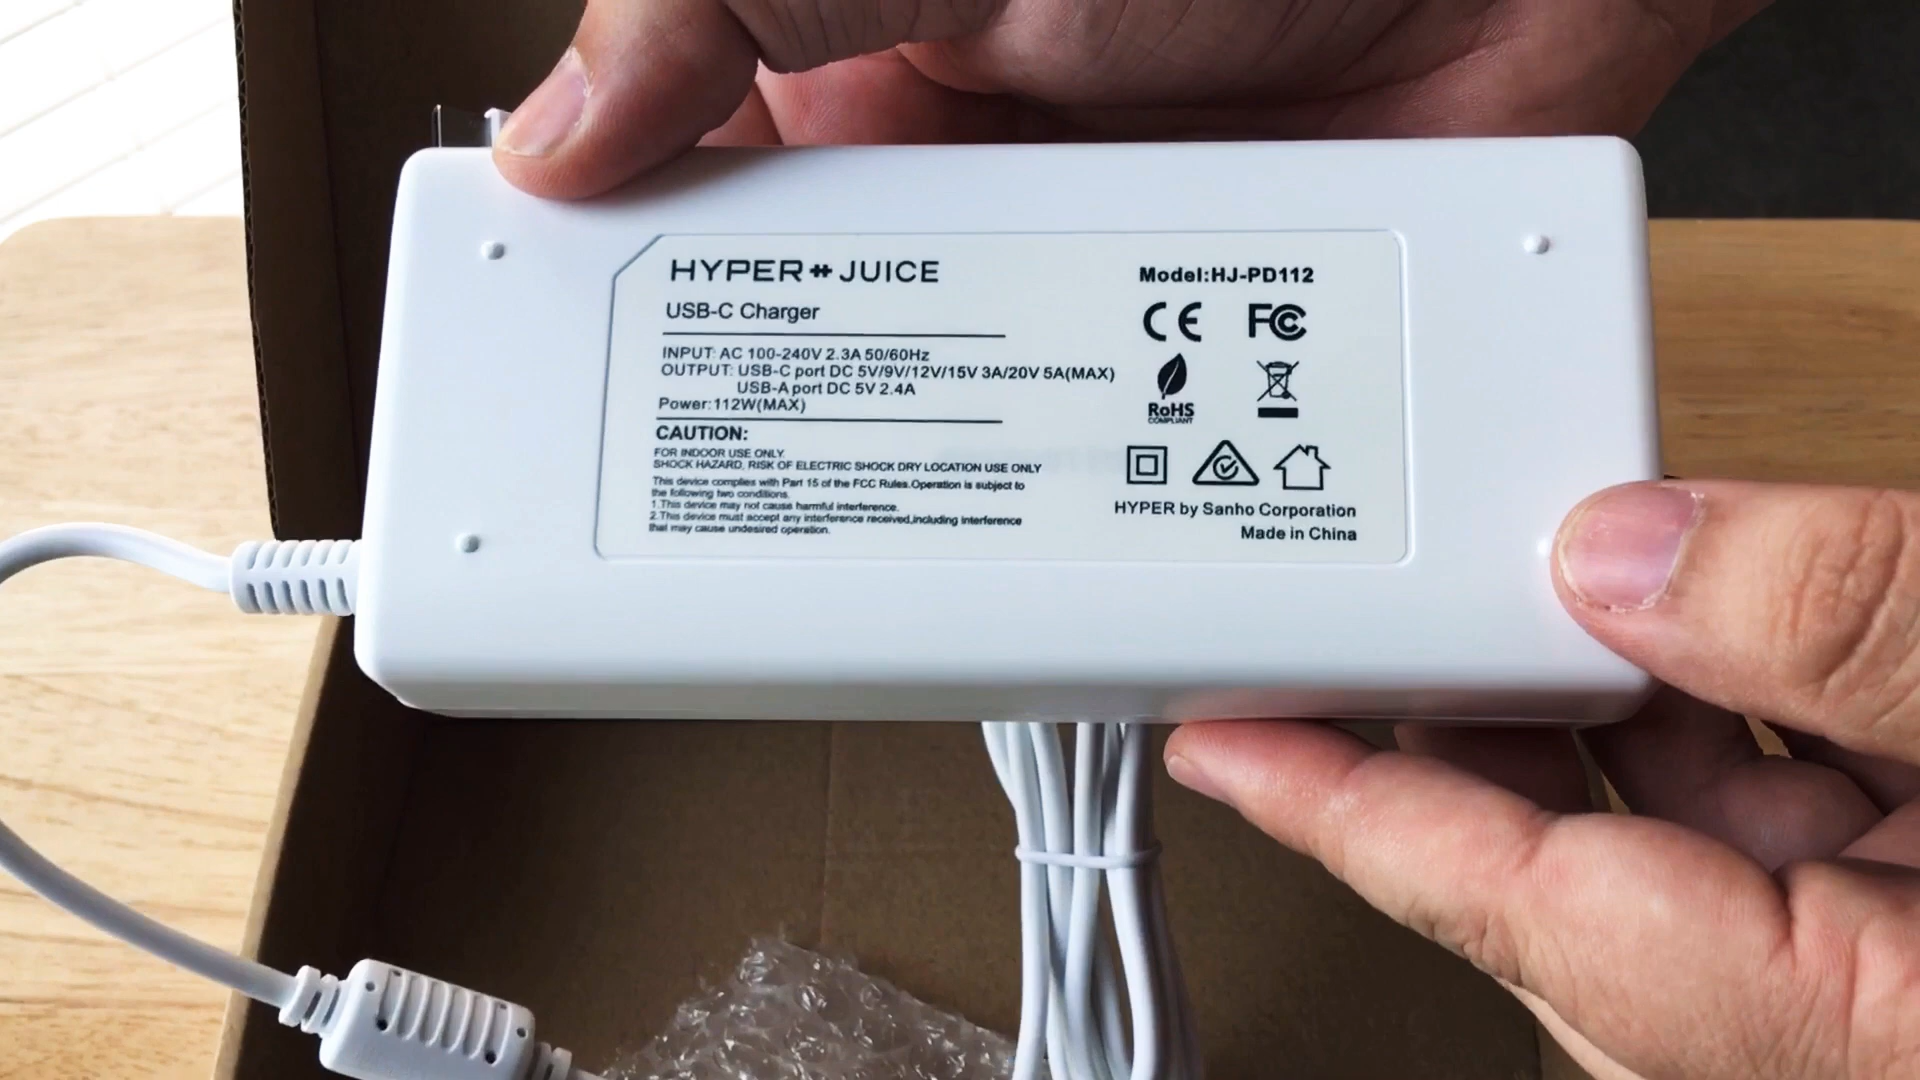 HYPER JUICE
USB-C Charger
INPUT: AC 100-240V 2.3A 50/60Hz
OUTPUT: USB-C port DC 5V/9V/12V/15V 3A/20V 5A(MAX)
USB-A port DC 5V 2.4A
Power:112W(MAX)
CAUTION:
FOR INDOOR USE ONLY.
SHOCK HAZARD, RISK OF ELECTRIC SHOCK DRY LOCATION USE ONLY
This device complies with Part 15 of the FCC Rules.Operation is subject to
the following two conditions.
1.This device may not cause harmful interference.
2.This device must accept any interference received,including interference
that may cause undesired operation.
Model:HJ-PD112
CE FC
RoHS
COMPLIANT
HYPER by Sanho Corporation
Made in China